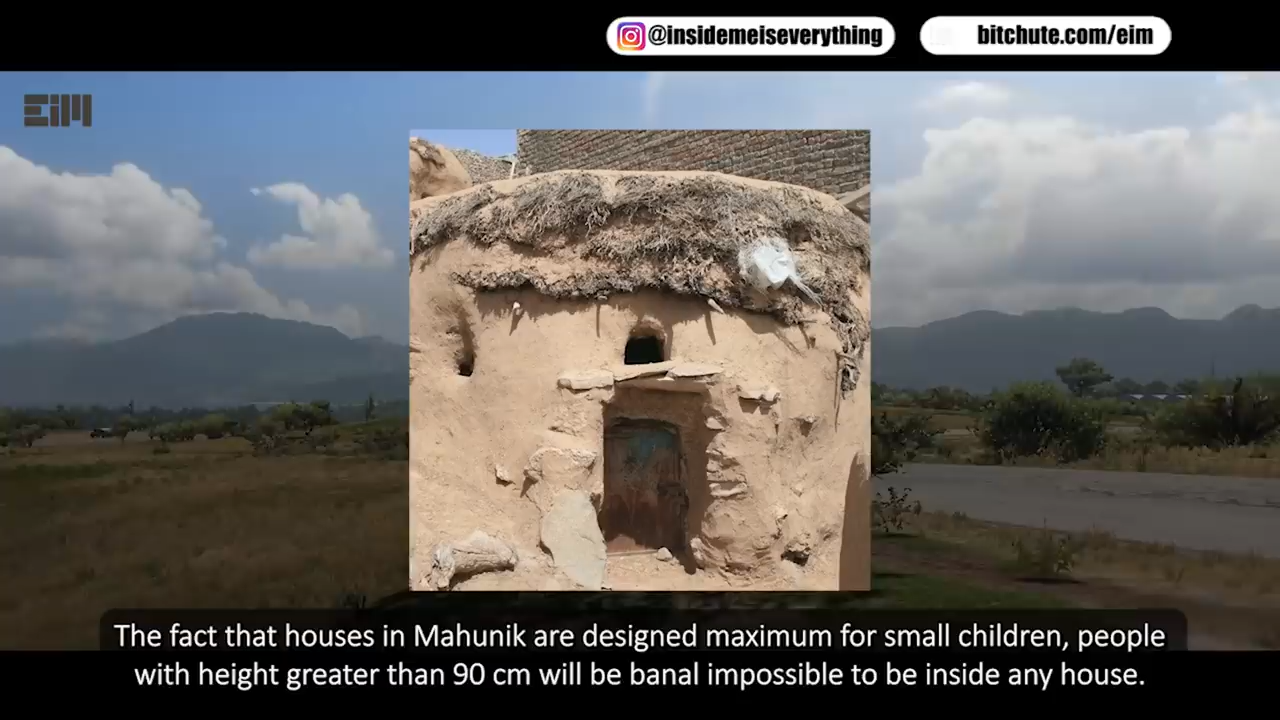 @insidemeiseverything
bitchute.com/eim
EiM
The fact that houses in Mahunik are designed maximum for small children, people
with height greater than 90 cm will be banal impossible to be inside any house.